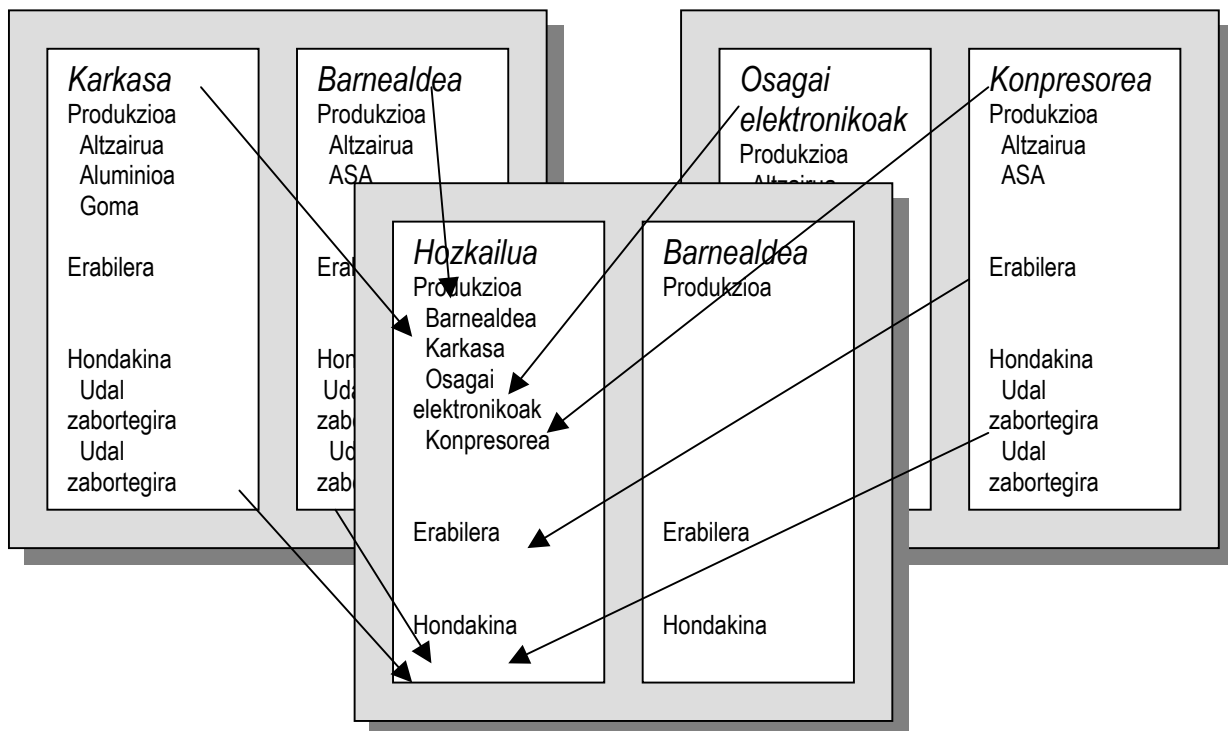 Karkasa
Produkzioa
Altzairua
Aluminioa
Goma
Erabilera
Hondakina
Udal
zabortegira
Udal
zabortegira
Barnealdea
Produkzioa
Altzairua
ASA
Hozkailua
Produkzioa
Barnealdea
Karkasa
Osagai
elektronikoak
Konpresorea
Erabilera
Hondakina
Barnealdea
Produkzioa
Erabilera
Hondakina
Osagai
elektronikoak
Produkzioa
Altzairua
Konpresorea
Produkzioa
Altzairua
ASA
Erabilera
Hondakina
Udal
zabortegira
Udal
zabortegira